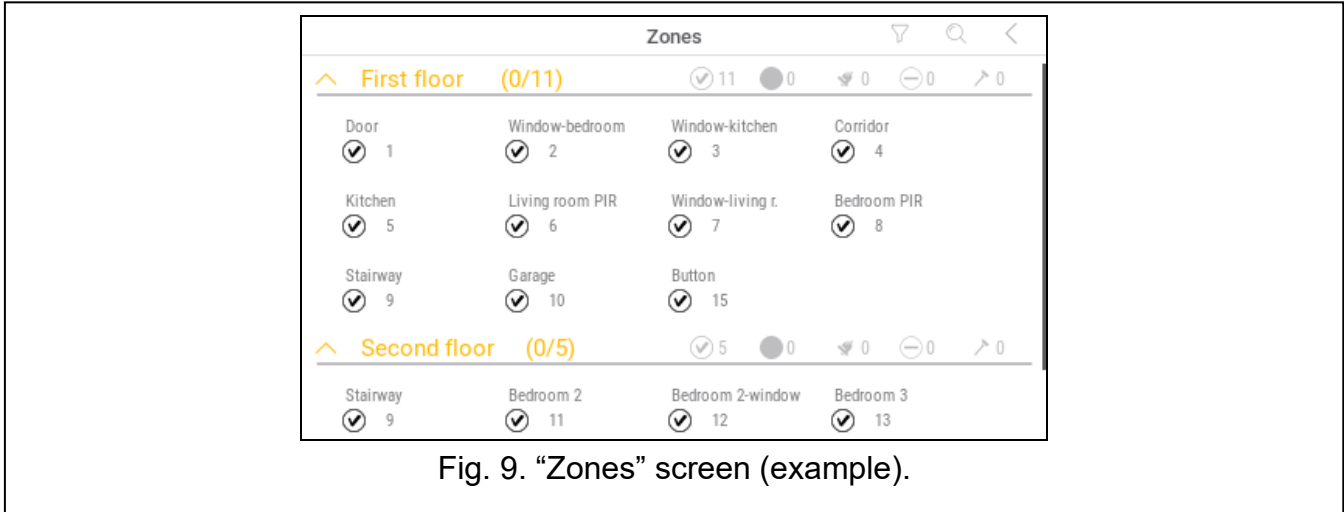 Zones
First floor (0/11) 11 0 0 0 0
Door Window-bedroom Window-kitchen Corridor
1 2 3 4
Kitchen Living room PIR Window-living r. Bedroom PIR
5 6 7 8
Stairway Garage Button
9 10 15
Second floor (0/5) 5 0 0 0 0
Stairway Bedroom 2 Bedroom 2-window Bedroom 3
9 11 12 13
Fig. 9. “Zones” screen (example).